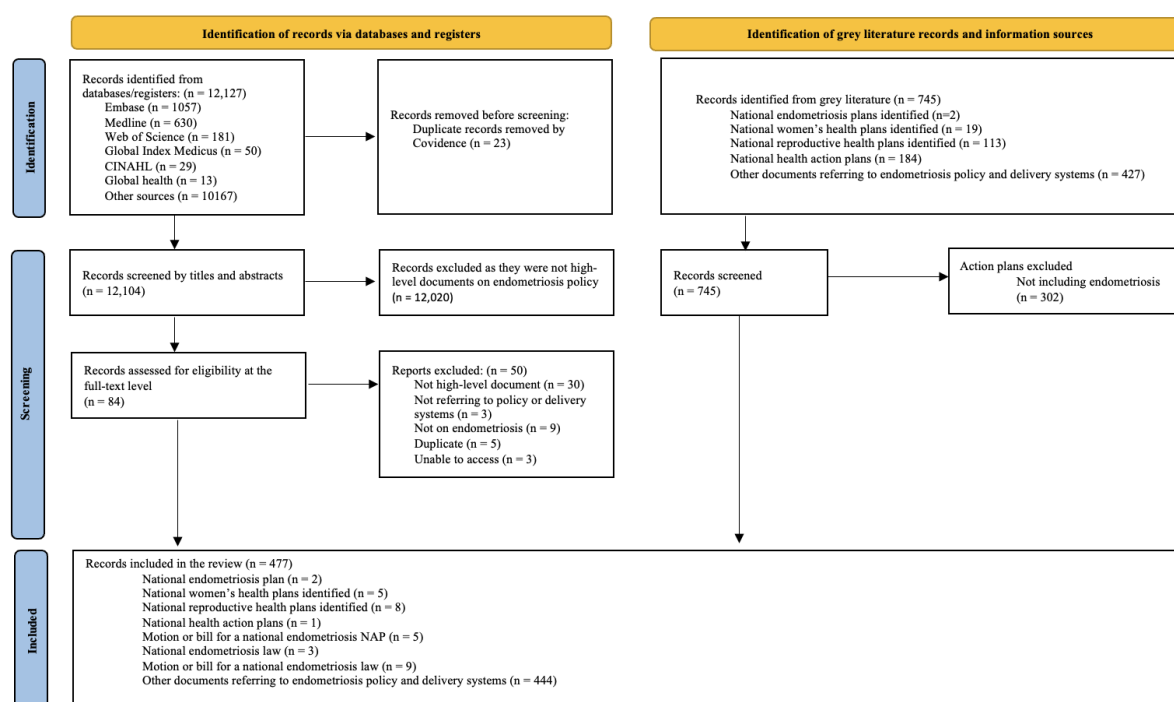 Identification of records via databases and registers
Identification of grey literature records and information sources
Identification
Records identified from
databases/registers: (n = 12,127)
Embase (n = 1057)
Medline (n = 630)
Web of Science (n = 181)
Global Index Medicus (n = 50)
CINAHL (n = 29)
Global health (n = 13)
Other sources (n = 10167)
Records removed before screening:
Duplicate records removed by
Covidence (n = 23)
Records identified from grey literature (n = 745)
National endometriosis plans identified (n=2)
National women's health plans identified (n = 19)
National reproductive health plans identified (n = 113)
National health action plans (n = 184)
Other documents referring to endometriosis policy and delivery systems (n = 427)
Screening
Records screened by titles and abstracts
(n = 12,104)
Records excluded as they were not high-
level documents on endometriosis policy
(n = 12,020)
Records screened
(n = 745)
Action plans excluded
Not including endometriosis
(n = 302)
Records assessed for eligibility at the
full-text level
(n = 84)
Reports excluded: (n = 50)
Not high-level document (n = 30)
Not referring to policy or delivery
systems (n = 3)
Not on endometriosis (n = 9)
Duplicate (n = 5)
Unable to access (n = 3)
Included
Records included in the review (n = 477)
National endometriosis plan (n = 2)
National women's health plans identified (n = 5)
National reproductive health plans identified (n = 8)
National health action plans (n = 1)
Motion or bill for a national endometriosis NAP (n = 5)
National endometriosis law (n = 3)
Motion or bill for a national endometriosis law (n = 9)
Other documents referring to endometriosis policy and delivery systems (n = 444)